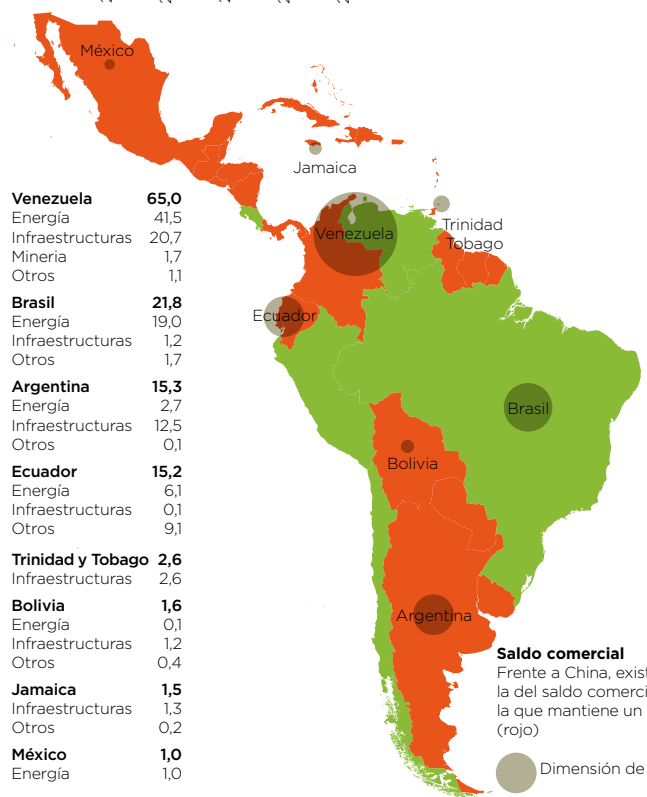 México
Jamaica
Venezuela
Trinidad
Tobago
Ecuador
Brasil
Bolivia
Argentina
Venezuela 65,0
Energía 41,5
Infraestructuras 20,7
Mineria 1,7
Otros 1,1
Brasil 21,8
Energía 19,0
Infraestructuras 1,2
Otros 1,7
Argentina 15,3
Energía 2,7
Infraestructuras 12,5
Otros 0,1
Ecuador 15,2
Energía 6,1
Infraestructuras 0,1
Otros 9,1
Trinidad y Tobago 2,6
Infraestructuras 2,6
Bolivia 1,6
Energía 0,1
Infraestructuras 1,2
Otros 0,4
Jamaica 1,5
Infraestructuras 1,3
Otros 0,2
México 1,0
Energía 1,0
Saldo comercial
Frente a China, exist
la del saldo comerci
la que mantiene un
(rojo)
Dimensión de